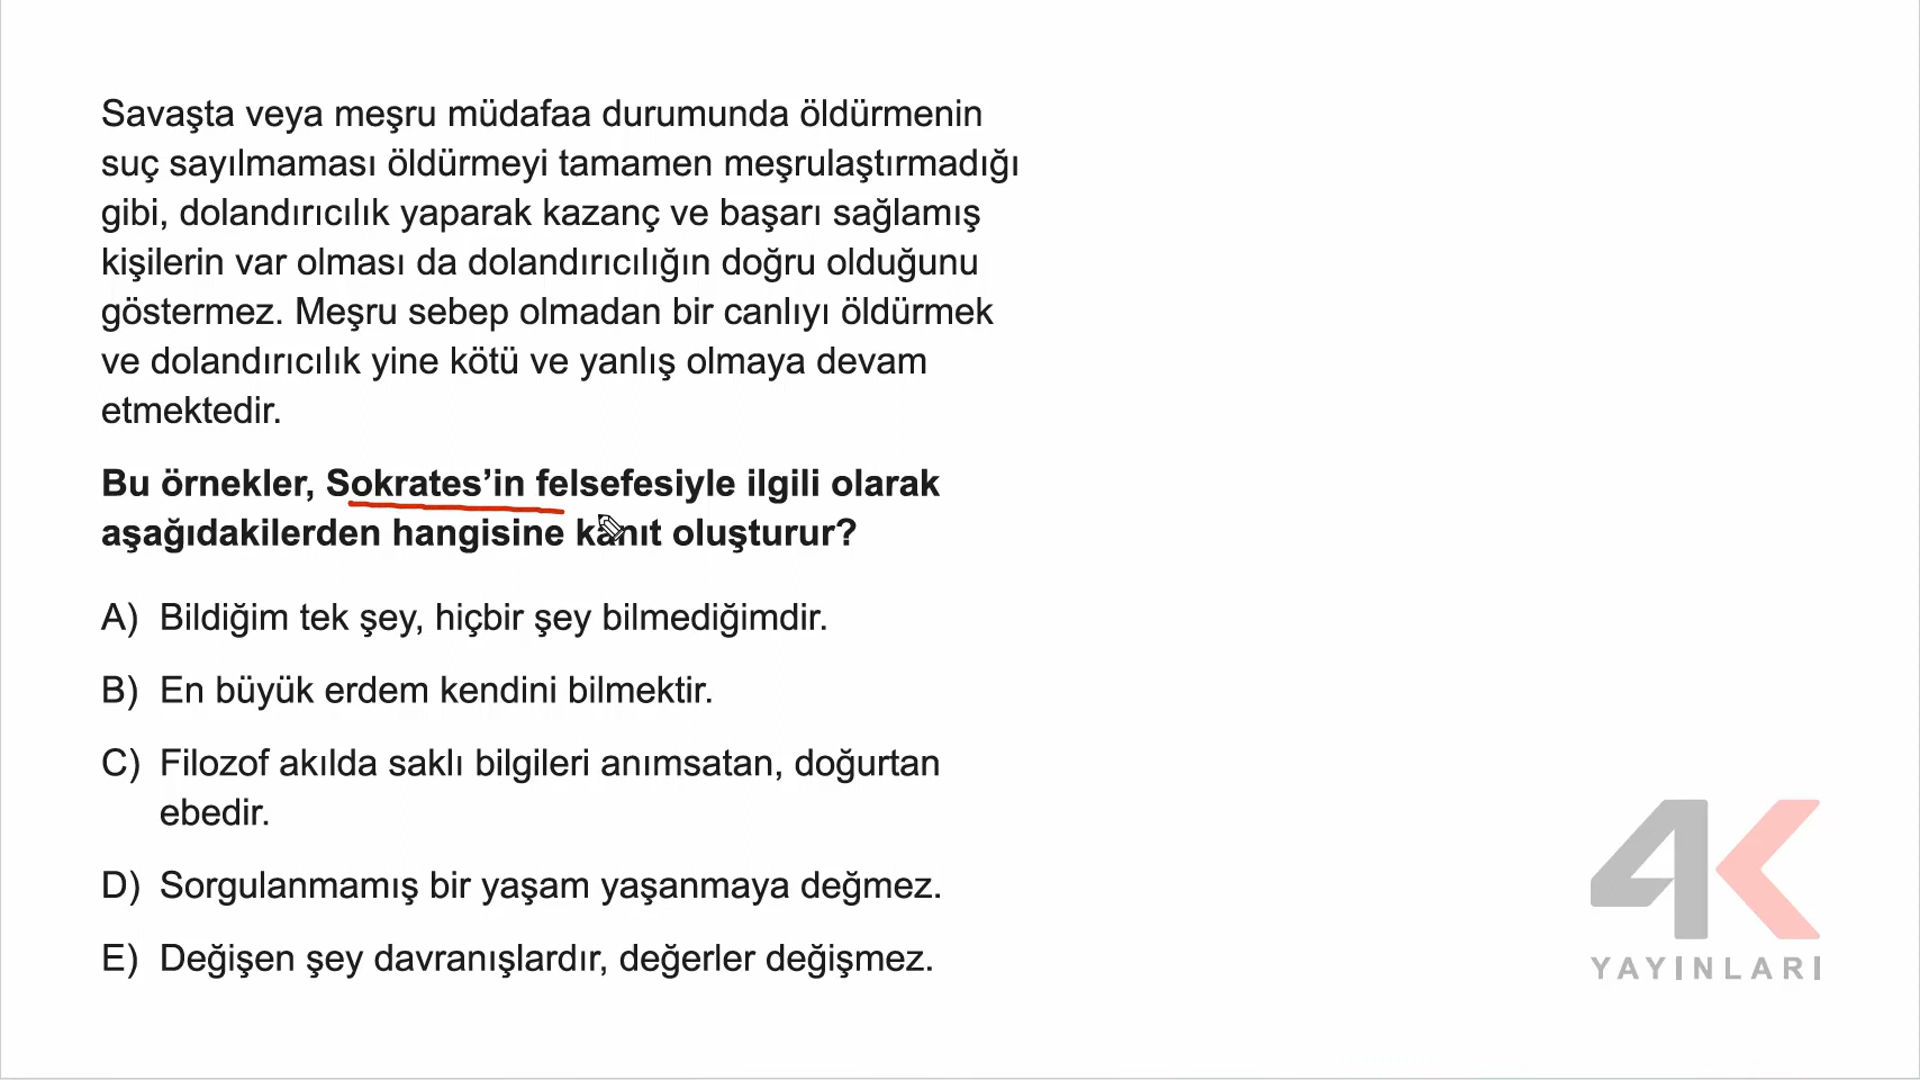 Savaşta veya meşru müdafaa durumunda öldürmenin
suç sayılmaması öldürmeyi tamamen meşrulaştırmadığı
gibi, dolandırıcılık yaparak kazanç ve başarı sağlamış
kişilerin var olması da dolandırıcılığın doğru olduğunu
göstermez. Meşru sebep olmadan bir canlıyı öldürmek
ve dolandırıcılık yine kötü ve yanlış olmaya devam
etmektedir.
Bu örnekler, Sokrates’in felsefesiyle ilgili olarak
aşağıdakilerden hangisine kanıt oluşturur?
A) Bildiğim tek şey, hiçbir şey bilmediğimdir.
B) En büyük erdem kendini bilmektir.
C) Filozof akılda saklı bilgileri anımsatan, doğurtan
ebedir.
D) Sorgulanmamış bir yaşam yaşanmaya değmez.
E) Değişen şey davranışlardır, değerler değişmez.
4K
YAYINLARI